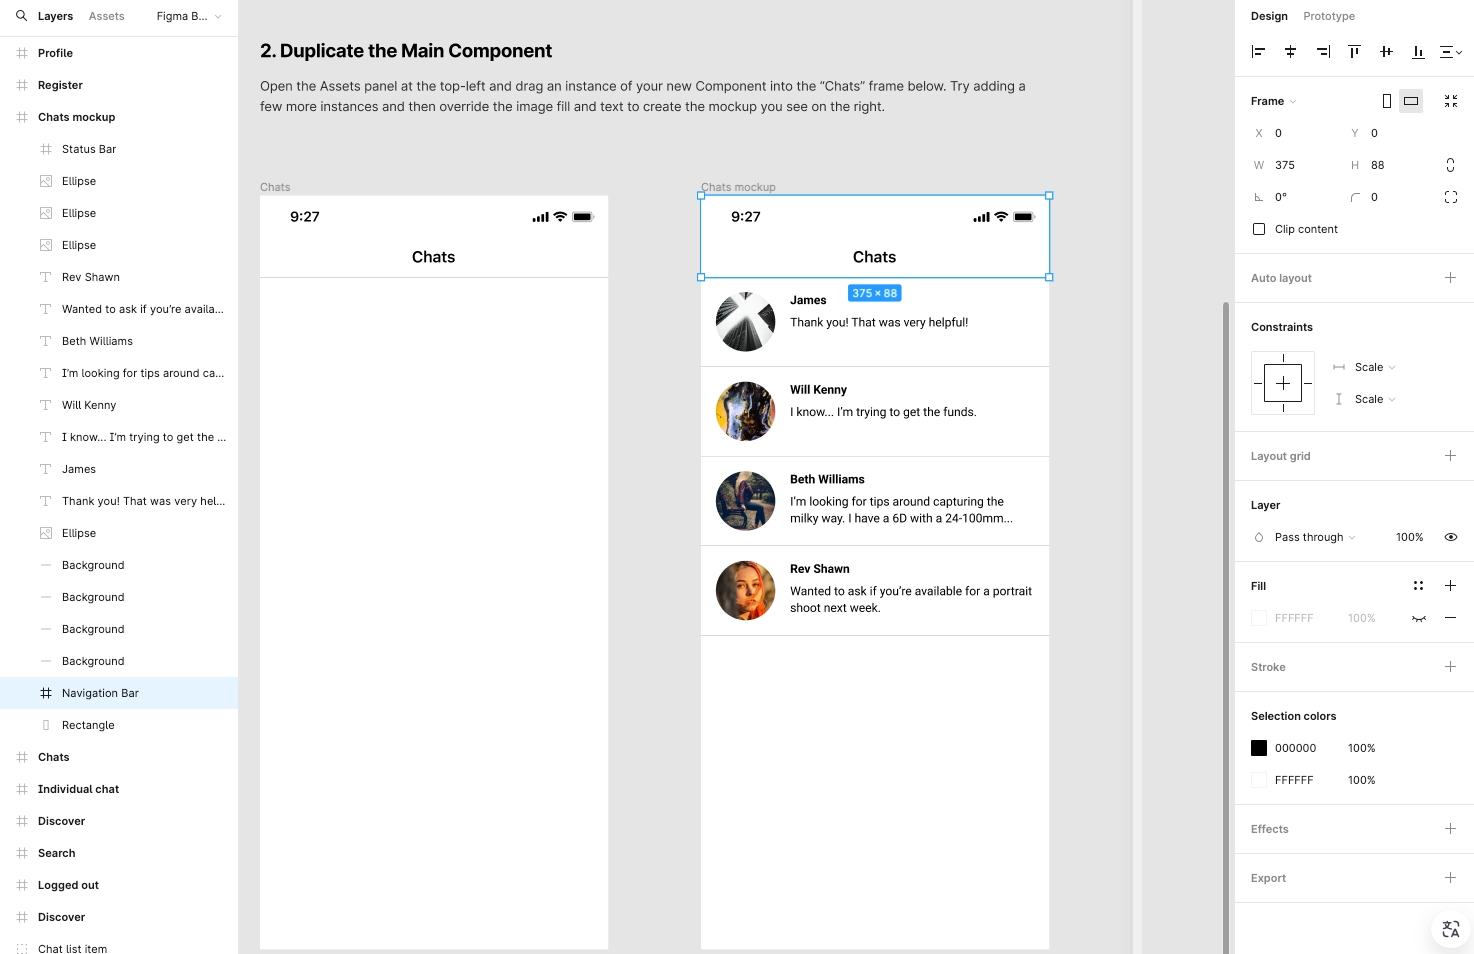 Layers
Assets
Figma B...
Profile
Register
Chats mockup
Status Bar
Ellipse
Ellipse
Ellipse
Rev Shawn
Wanted to ask if you’re availa...
Beth Williams
I’m looking for tips around ca...
Will Kenny
I know... I’m trying to get the ...
James
Thank you! That was very hel...
Ellipse
Background
Background
Background
Background
Navigation Bar
Rectangle
Chats
Individual chat
Discover
Search
Logged out
Discover
Chat list item
2. Duplicate the Main Component
Open the Assets panel at the top-left and drag an instance of your new Component into the “Chats” frame below. Try adding a
few more instances and then override the image fill and text to create the mockup you see on the right.
Chats
9:27
Chats
Chats mockup
9:27
Chats
375 × 88
James
Thank you! That was very helpful!
Will Kenny
I know... I’m trying to get the funds.
Beth Williams
I’m looking for tips around capturing the
milky way. I have a 6D with a 24-100mm...
Rev Shawn
Wanted to ask if you’re available for a portrait
shoot next week.
Design
Prototype
Frame
X 0 Y 0
W 375 H 88
0° 0
Clip content
Auto layout
Constraints
Scale
Scale
Layout grid
Layer
Pass through 100%
Fill
FFFFFF 100%
Stroke
Selection colors
000000 100%
FFFFFF 100%
Effects
Export